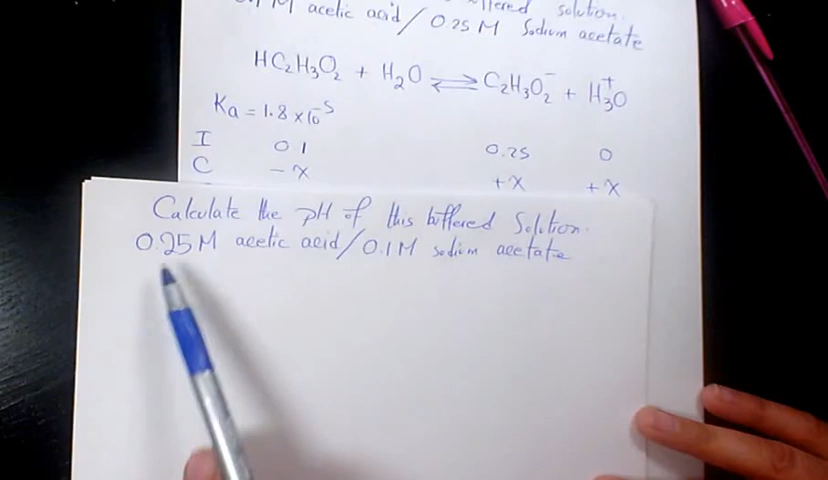 M acetic acid / 0.25 M Sodium acetate
solution.
HC2H3O2 + H2O ⇌ C2H3O2⁻ + H3O⁺
Ka = 1.8 × 10⁻⁵
I 0.1 0.25 0
C - x + x + x
Calculate the pH of this buffered Solution.
0.25 M acetic acid / 0.1 M sodium acetate